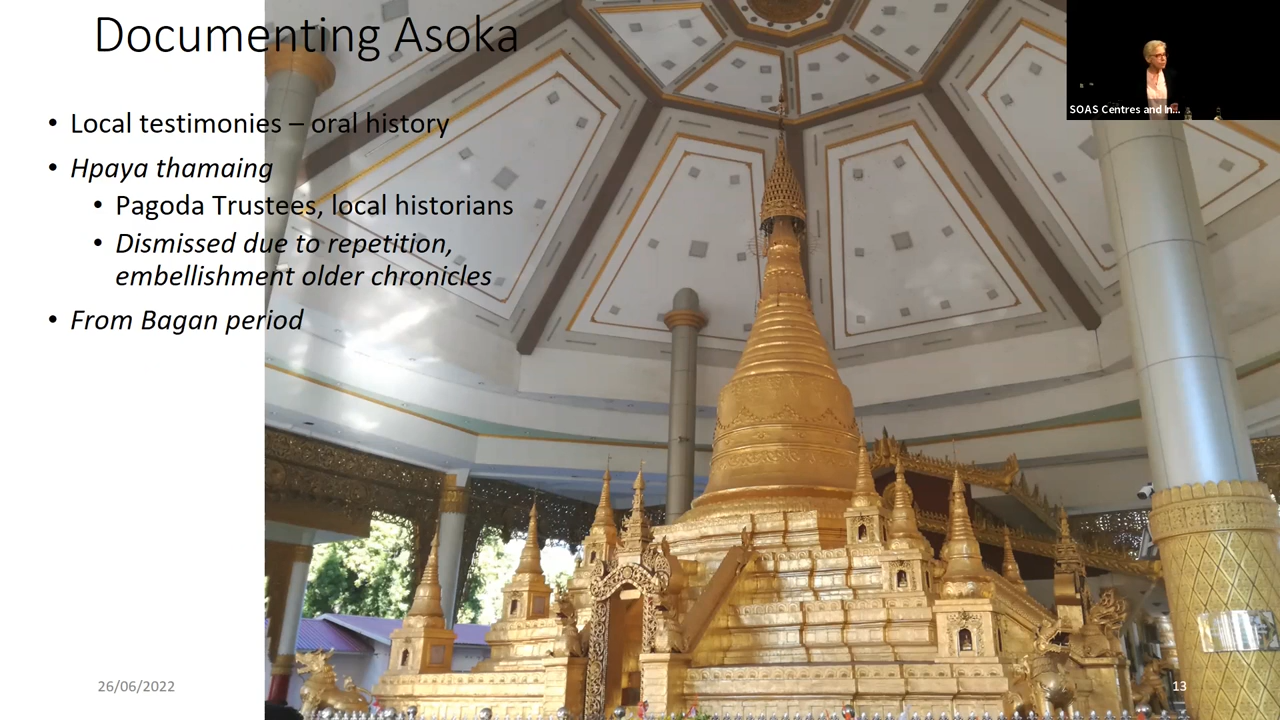 Documenting Asoka
SOAS Centres and In...
• Local testimonies – oral history
• Hpaya thamaing
• Pagoda Trustees, local historians
• Dismissed due to repetition,
embellishment older chronicles
• From Bagan period
26/06/2022
13